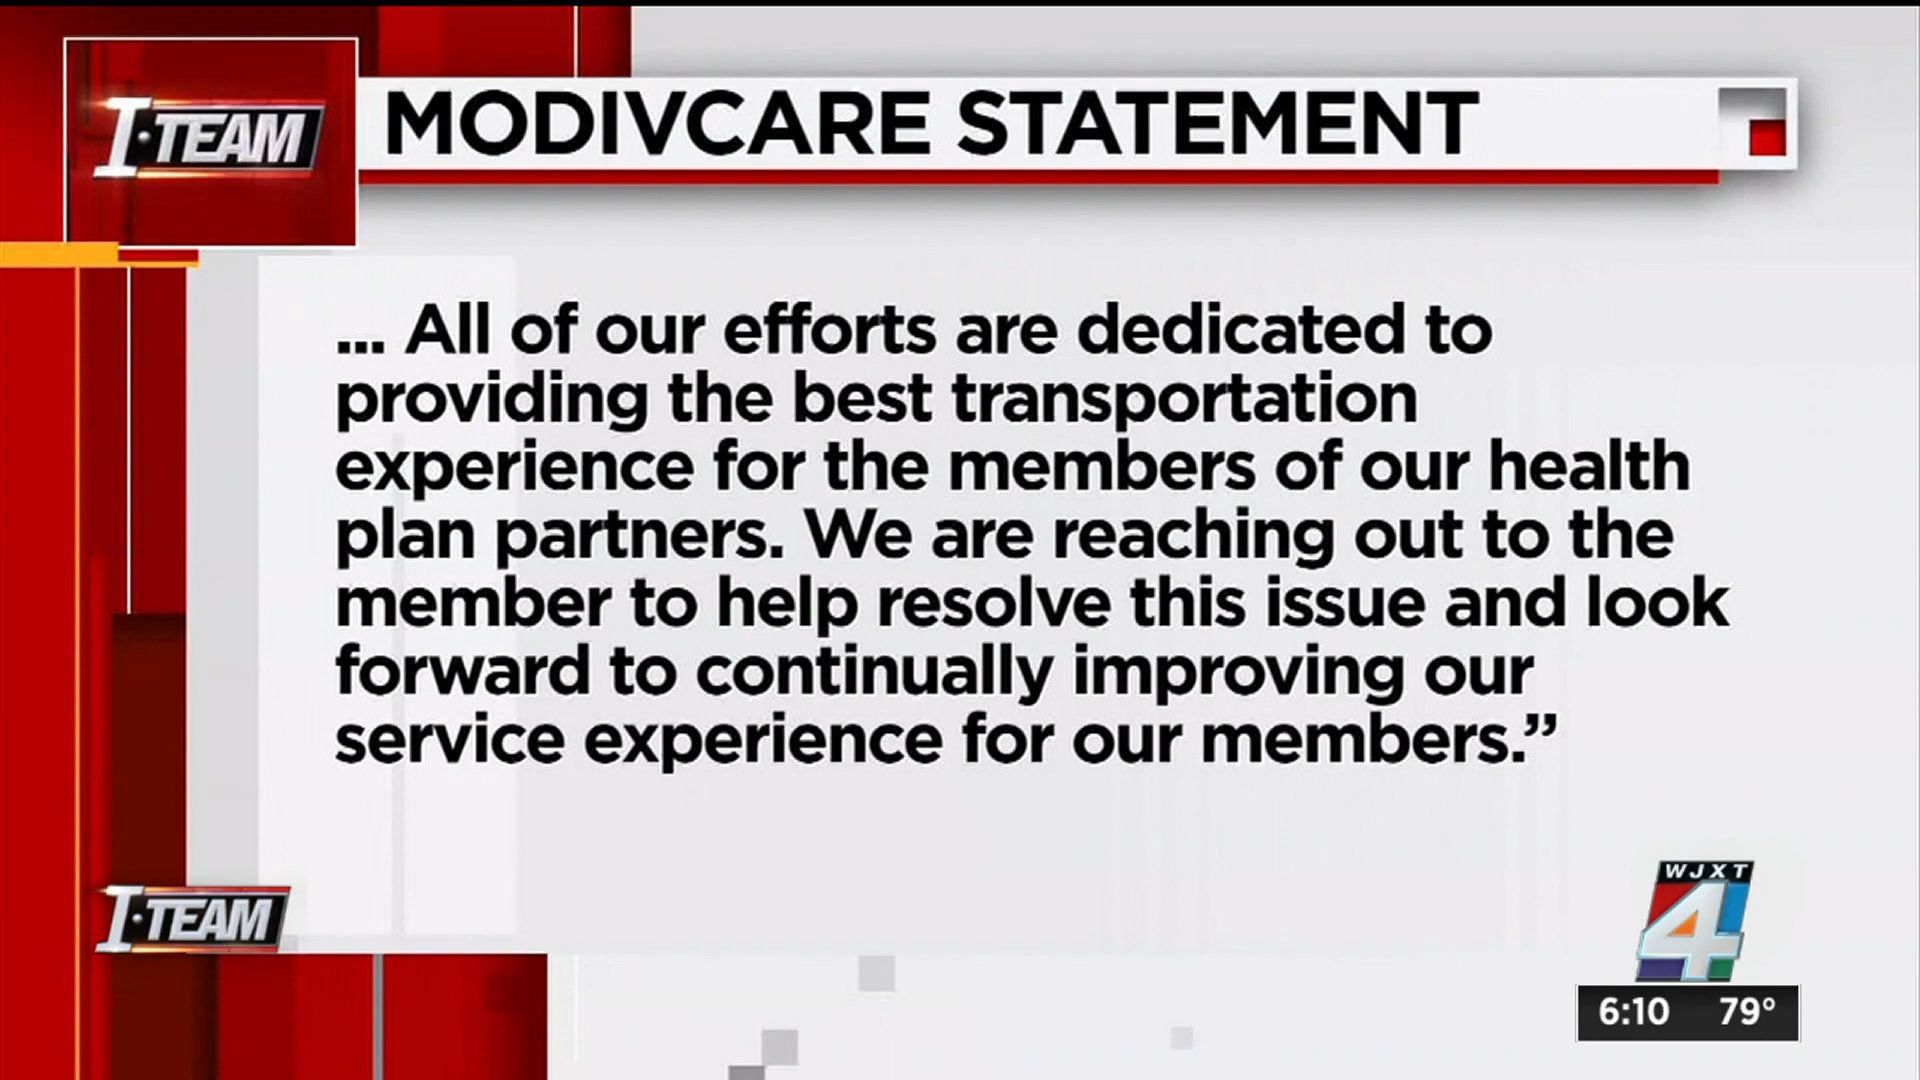 I-TEAM
MODIVCARE STATEMENT
... All of our efforts are dedicated to
providing the best transportation
experience for the members of our health
plan partners. We are reaching out to the
member to help resolve this issue and look
forward to continually improving our
service experience for our members.”
I-TEAM
WJXT
4
6:10 79°